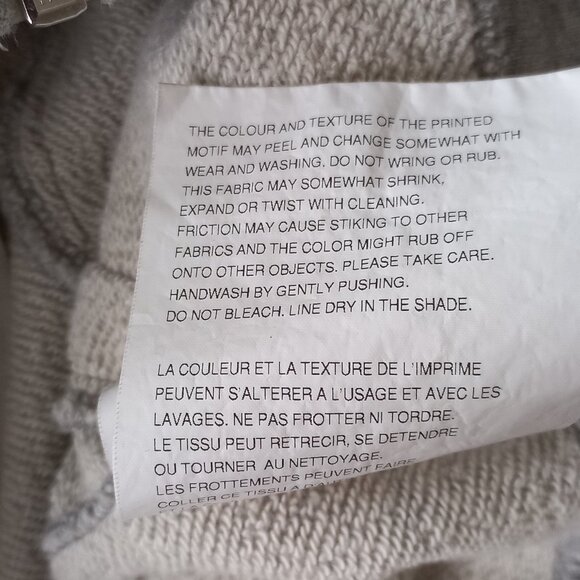 THE COLOUR AND TEXTURE OF THE PRINTED
MOTIF MAY PEEL AND CHANGE SOMEWHAT WITH
WEAR AND WASHING. DO NOT WRING OR RUB.
THIS FABRIC MAY SOMEWHAT SHRINK,
EXPAND OR TWIST WITH CLEANING.
FRICTION MAY CAUSE STIKING TO OTHER
FABRICS AND THE COLOR MIGHT RUB OFF
ONTO OTHER OBJECTS. PLEASE TAKE CARE.
HANDWASH BY GENTLY PUSHING.
DO NOT BLEACH. LINE DRY IN THE SHADE.
LA COULEUR ET LA TEXTURE DE L'IMPRIME
PEUVENT S'ALTERER A L'USAGE ET AVEC LES
LAVAGES. NE PAS FROTTER NI TORDRE.
LE TISSU PEUT RETRECIR, SE DETENDRE
OU TOURNER AU NETTOYAGE.
LES FROTTEMENTS PEUVENT FAIRE
COLLER CE TISSU A